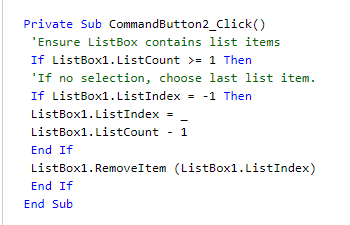 Private Sub CommandButton2_Click()
'Ensure ListBox contains list items
If ListBox1.ListCount >= 1 Then
'If no selection, choose last list item.
If ListBox1.ListIndex = -1 Then
ListBox1.ListIndex = _
ListBox1.ListCount - 1
End If
ListBox1.RemoveItem (ListBox1.ListIndex)
End If
End Sub